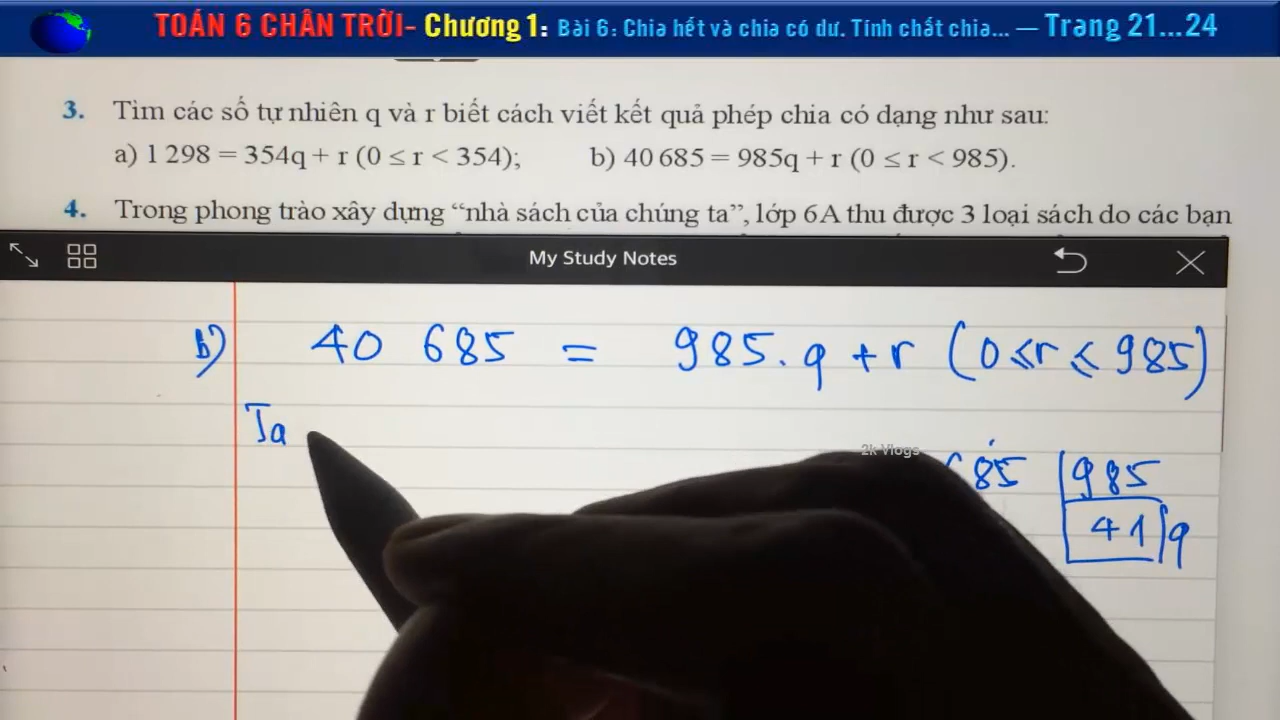 TOÁN 6 CHÂN TRỜI- Chương 1: Bài 6: Chia hết và chia có dư. Tính chất chia... — Trang 21...24
3. Tìm các số tự nhiên q và r biết cách viết kết quả phép chia có dạng như sau:
a) 1 298 = 354q + r (0 ≤ r < 354); b) 40 685 = 985q + r (0 ≤ r < 985).
4. Trong phong trào xây dựng “nhà sách của chúng ta”, lớp 6A thu được 3 loại sách do các bạn
My Study Notes
b) 40 685 = 985. q + r (0 ≤ r ≤ 985)
Ta
2k Vlogs
685 985
41 q